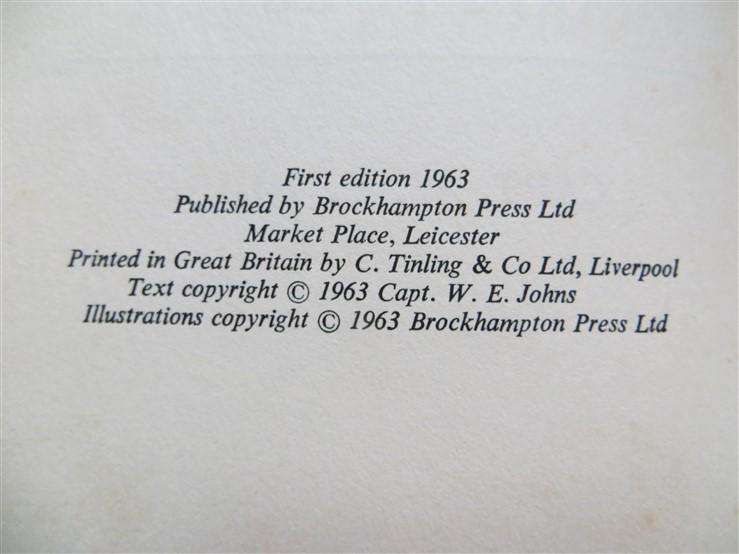 First edition 1963
Published by Brockhampton Press Ltd
Market Place, Leicester
Printed in Great Britain by C. Tinling & Co Ltd, Liverpool
Text copyright © 1963 Capt. W. E. Johns
Illustrations copyright © 1963 Brockhampton Press Ltd